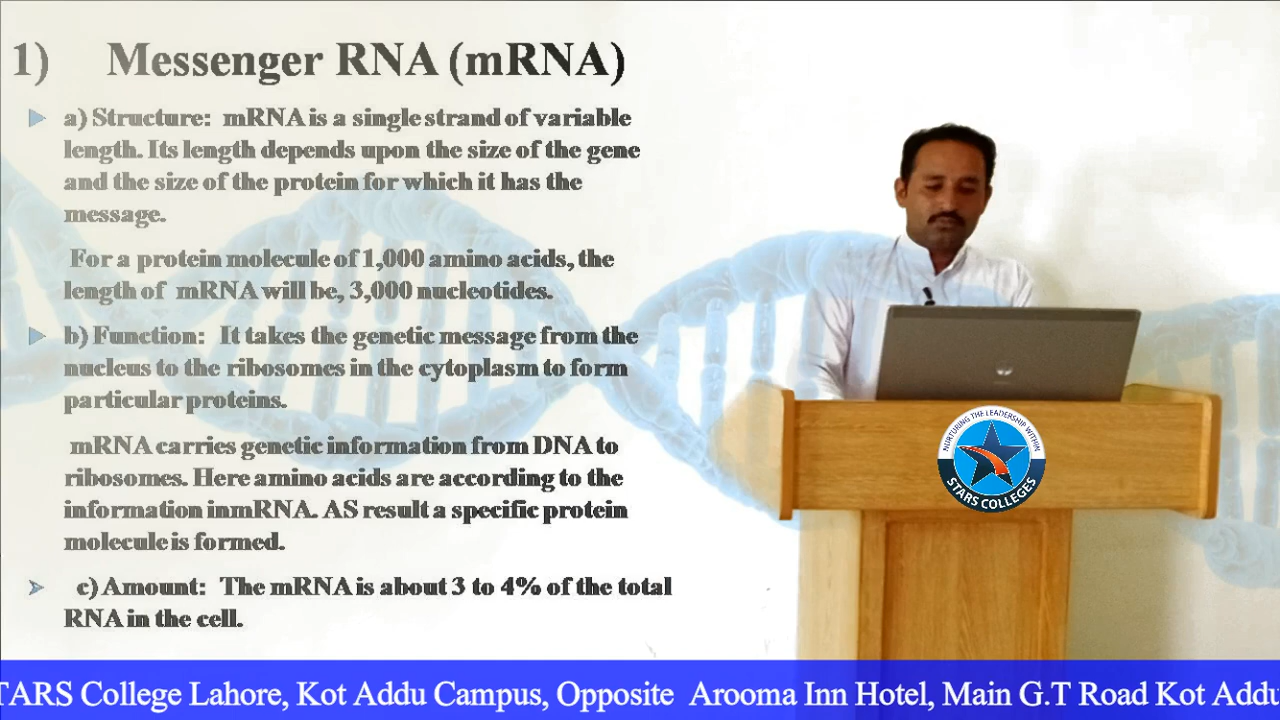 1) Messenger RNA (mRNA)
a) Structure: mRNA is a single strand of variable
length. Its length depends upon the size of the gene
and the size of the protein for which it has the
message.
For a protein molecule of 1,000 amino acids, the
length of mRNA will be, 3,000 nucleotides.
b) Function: It takes the genetic message from the
nucleus to the ribosomes in the cytoplasm to form
particular proteins.
mRNA carries genetic information from DNA to
ribosomes. Here amino acids are according to the
information inmRNA. AS result a specific protein
molecule is formed.
c) Amount: The mRNA is about 3 to 4% of the total
RNA in the cell.
NURTURING THE LEADERSHIP WITHIN
STARS COLLEGES
TARS College Lahore, Kot Addu Campus, Opposite Arooma Inn Hotel, Main G.T Road Kot Addu